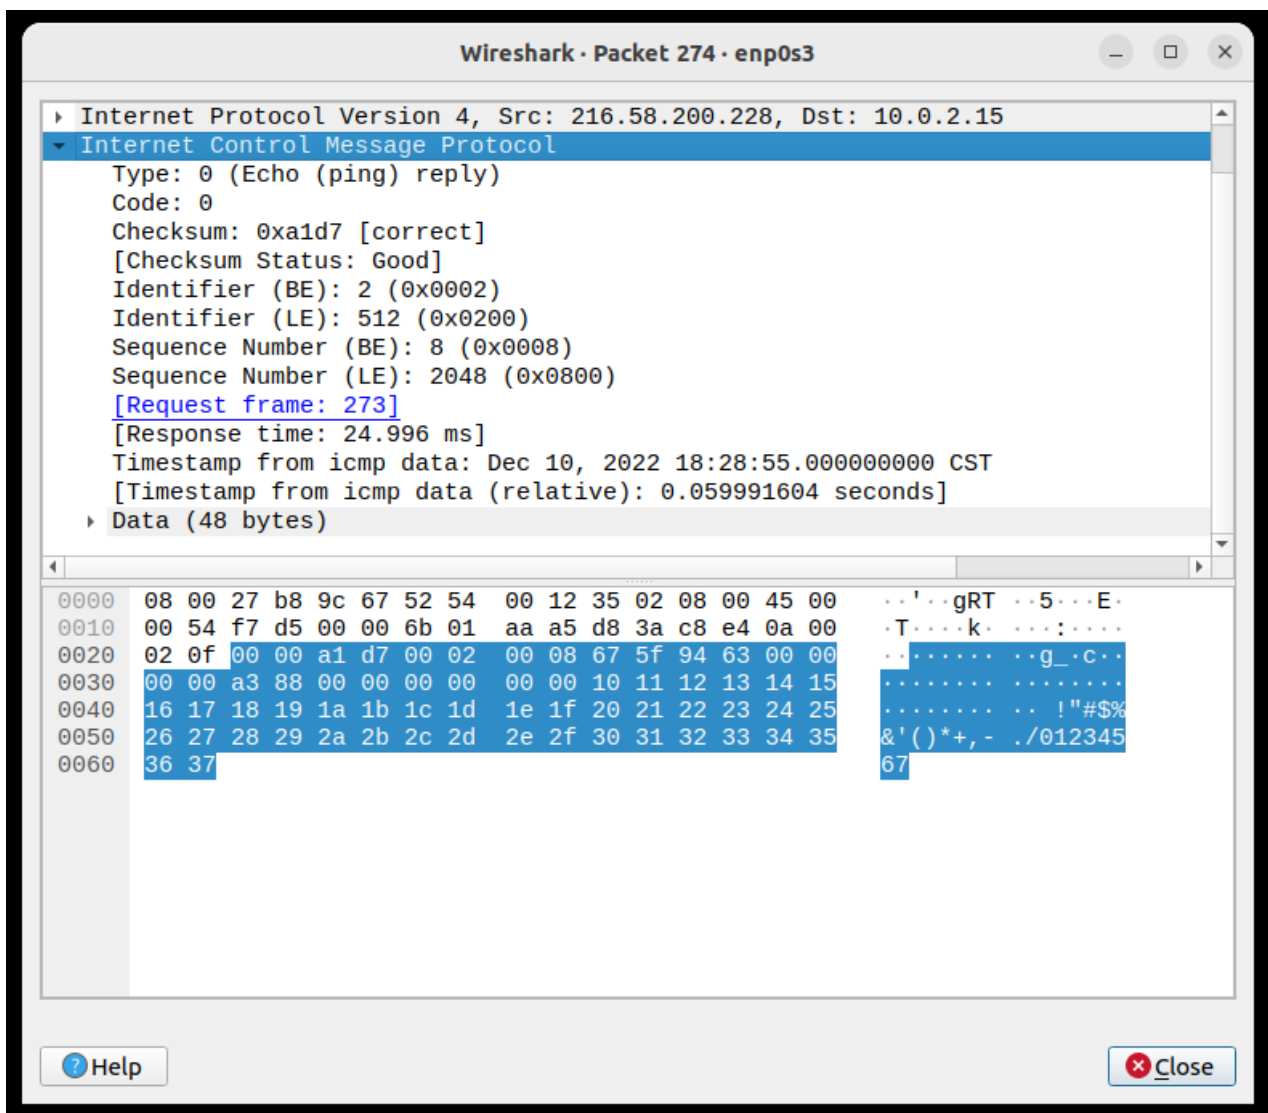 Wireshark · Packet 274 · enp0s3
Internet Protocol Version 4, Src: 216.58.200.228, Dst: 10.0.2.15
Internet Control Message Protocol
Type: 0 (Echo (ping) reply)
Code: 0
Checksum: 0xa1d7 [correct]
[Checksum Status: Good]
Identifier (BE): 2 (0x0002)
Identifier (LE): 512 (0x0200)
Sequence Number (BE): 8 (0x0008)
Sequence Number (LE): 2048 (0x0800)
[Request frame: 273]
[Response time: 24.996 ms]
Timestamp from icmp data: Dec 10, 2022 18:28:55.000000000 CST
[Timestamp from icmp data (relative): 0.059991604 seconds]
Data (48 bytes)
0000 08 00 27 b8 9c 67 52 54 00 12 35 02 08 00 45 00 ··'··gRT ··5···E·
0010 00 54 f7 d5 00 00 6b 01 aa a5 d8 3a c8 e4 0a 00 ·T····k· ···:····
0020 02 0f 00 00 a1 d7 00 02 00 08 67 5f 94 63 00 00 ········ ··g_·c··
0030 00 00 a3 88 00 00 00 00 00 00 10 11 12 13 14 15 ········ ········
0040 16 17 18 19 1a 1b 1c 1d 1e 1f 20 21 22 23 24 25 ········ ·· !"#$%
0050 26 27 28 29 2a 2b 2c 2d 2e 2f 30 31 32 33 34 35 &'()*+,- ./012345
0060 36 37 67
Help
Close